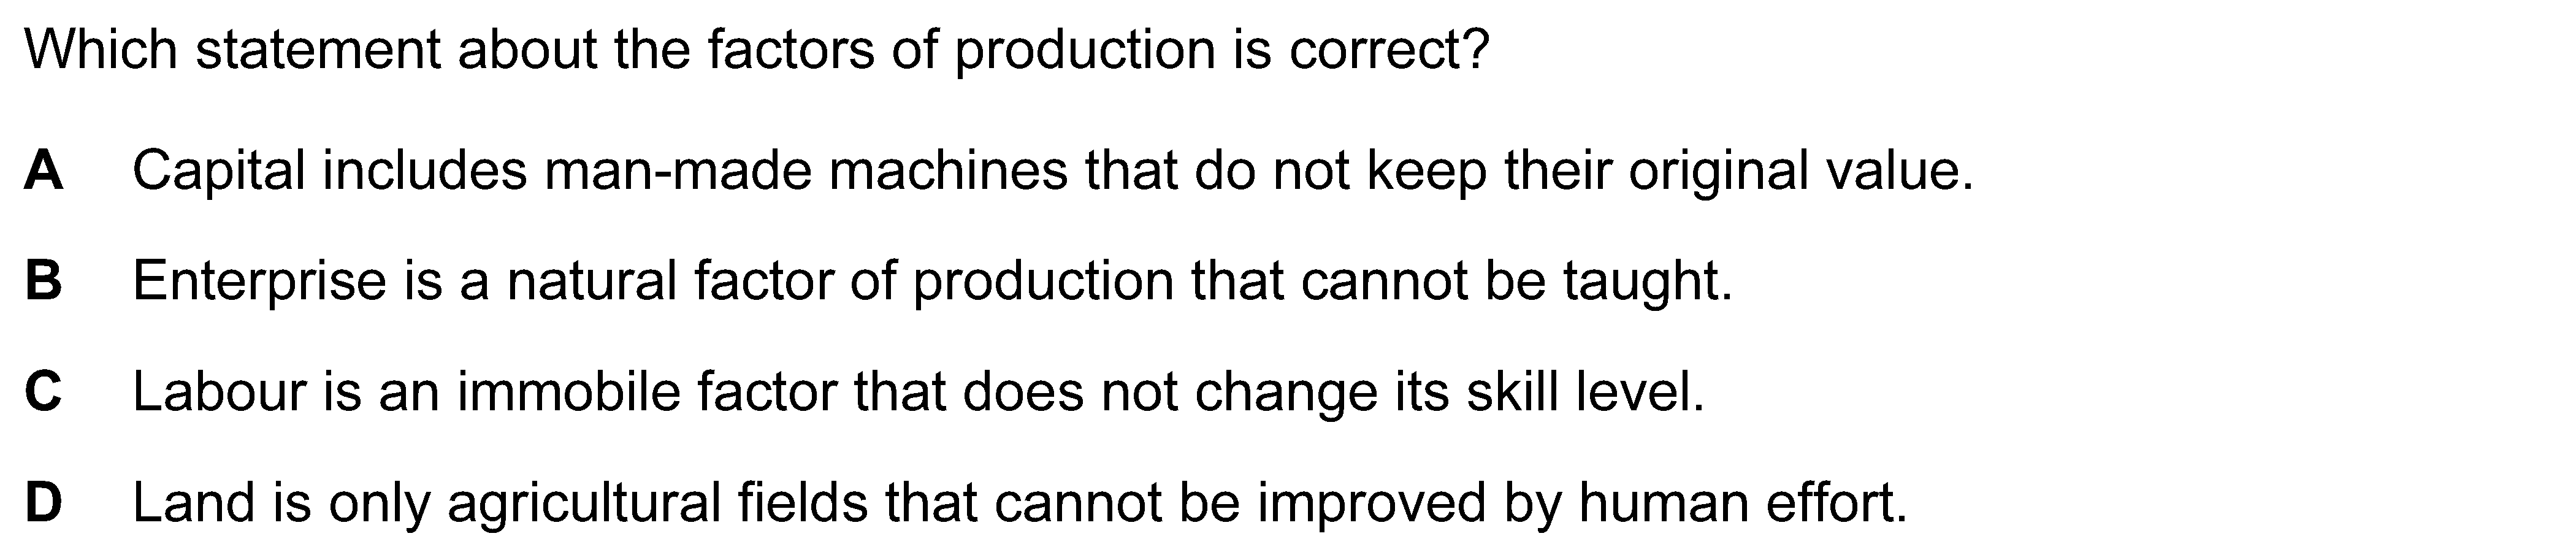 Which statement about the factors of production is correct?
A Capital includes man-made machines that do not keep their original value.
B Enterprise is a natural factor of production that cannot be taught.
C Labour is an immobile factor that does not change its skill level.
D Land is only agricultural fields that cannot be improved by human effort.